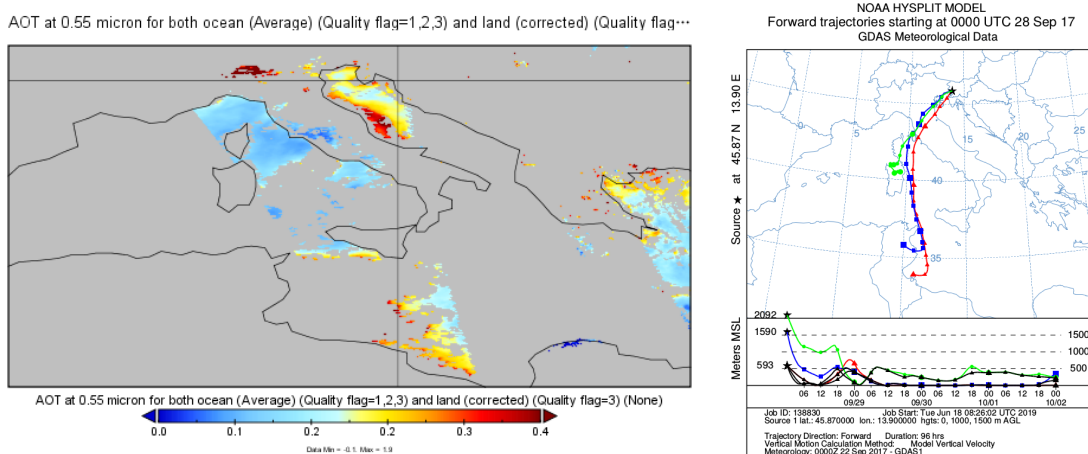 AOT at 0.55 micron for both ocean (Average) (Quality flag=1,2,3) and land (corrected) (Quality flag···
AOT at 0.55 micron for both ocean (Average) (Quality flag=1,2,3) and land (corrected) (Quality flag=3) (None)
0.0 0.1 0.2 0.3 0.4
Data Min = -0.1, Max = 1.9
NOAA HYSPLIT MODEL
Forward trajectories starting at 0000 UTC 28 Sep 17
GDAS Meteorological Data
Source ★ at 45.87 N 13.90 E
0 5 10 15 20 25
40
35
Meters MSL
2092
1590
593
1500
1000
500
06 12 18 00 06 12 18 00 06 12 18 00 06 12 18 00
09/29 09/30 10/01 10/02
Job ID: 138830 Job Start: Tue Jun 18 08:26:02 UTC 2019
Source 1 lat.: 45.870000 lon.: 13.900000 hgts: 0, 1000, 1500 m AGL
Trajectory Direction: Forward Duration: 96 hrs
Vertical Motion Calculation Method: Model Vertical Velocity
Meteorology: 0000Z 22 Sep 2017 - GDAS1